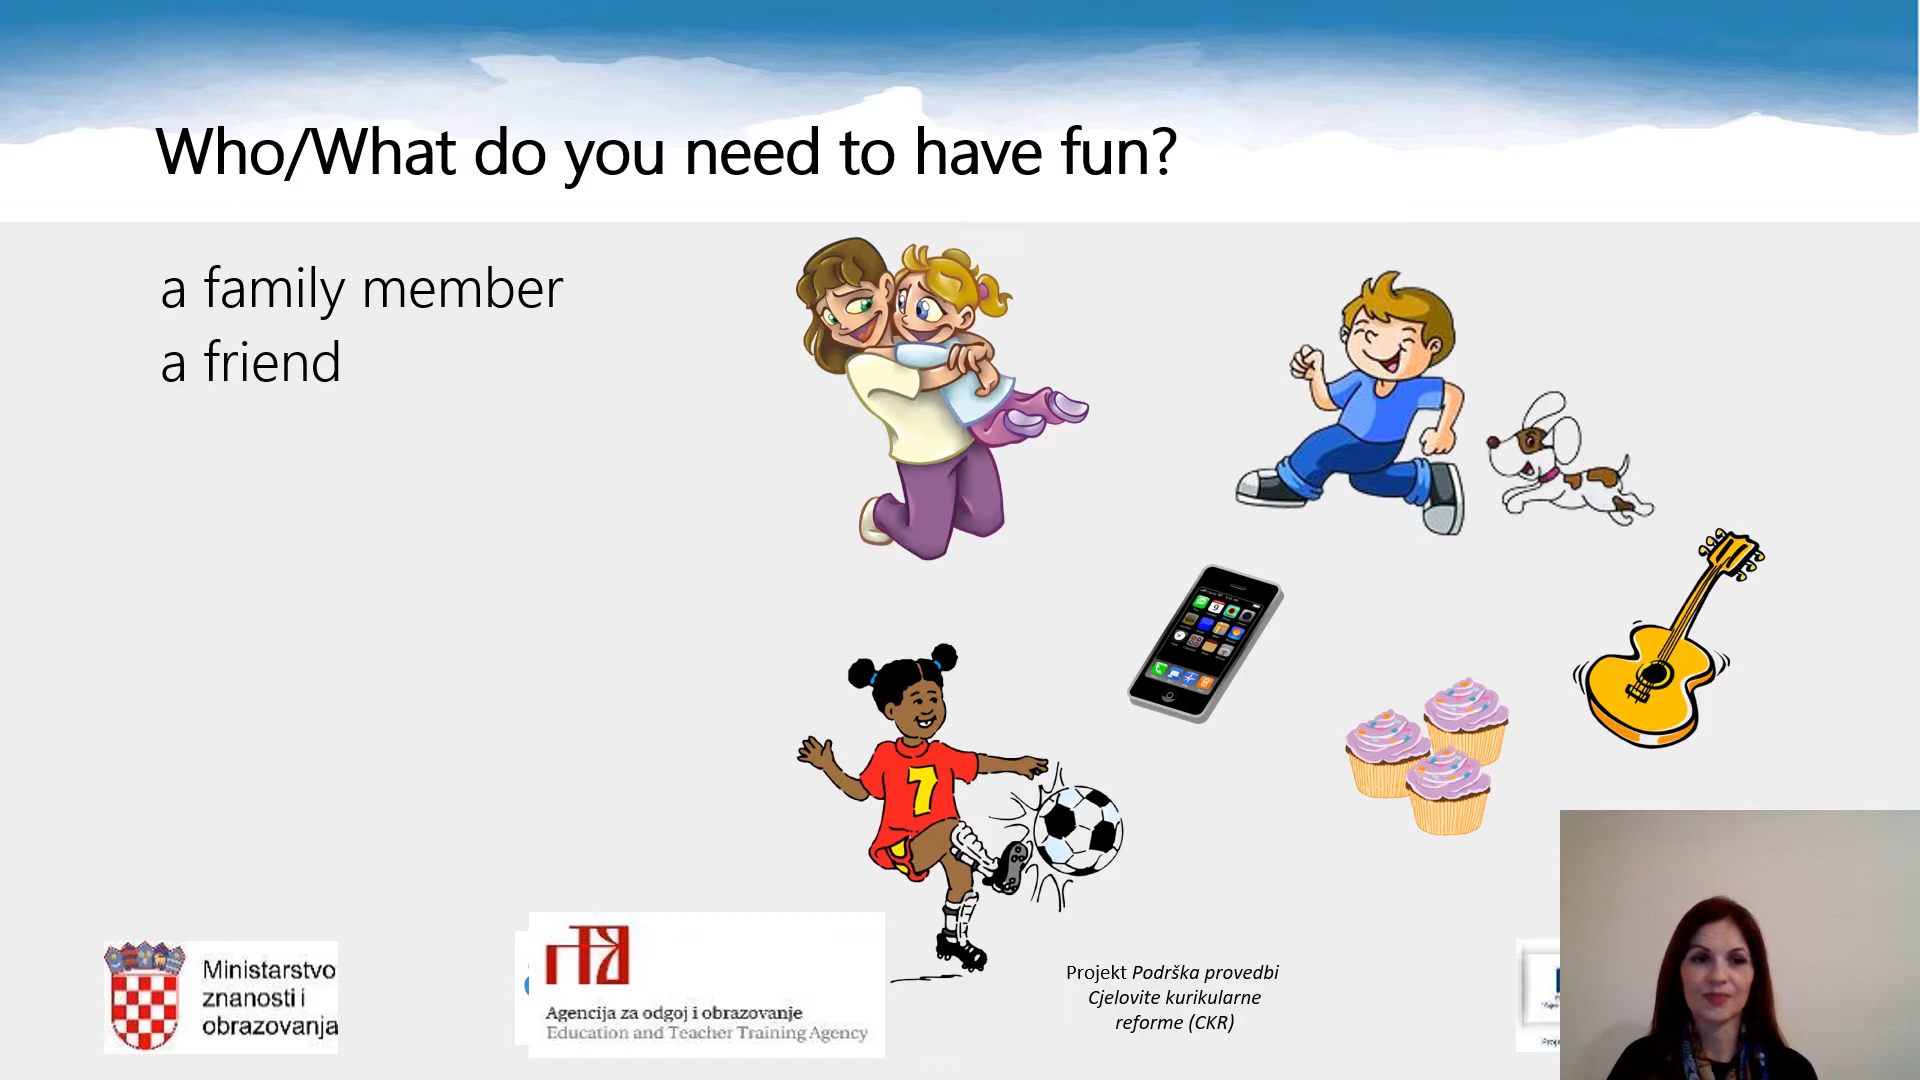 Who/What do you need to have fun?
a family member
a friend
7
Ministarstvo
znanosti i
obrazovanja
Agencija za odgoj i obrazovanje
Education and Teacher Training Agency
Projekt Podrška provedbi
Cjelovite kurikularne
reforme (CKR)